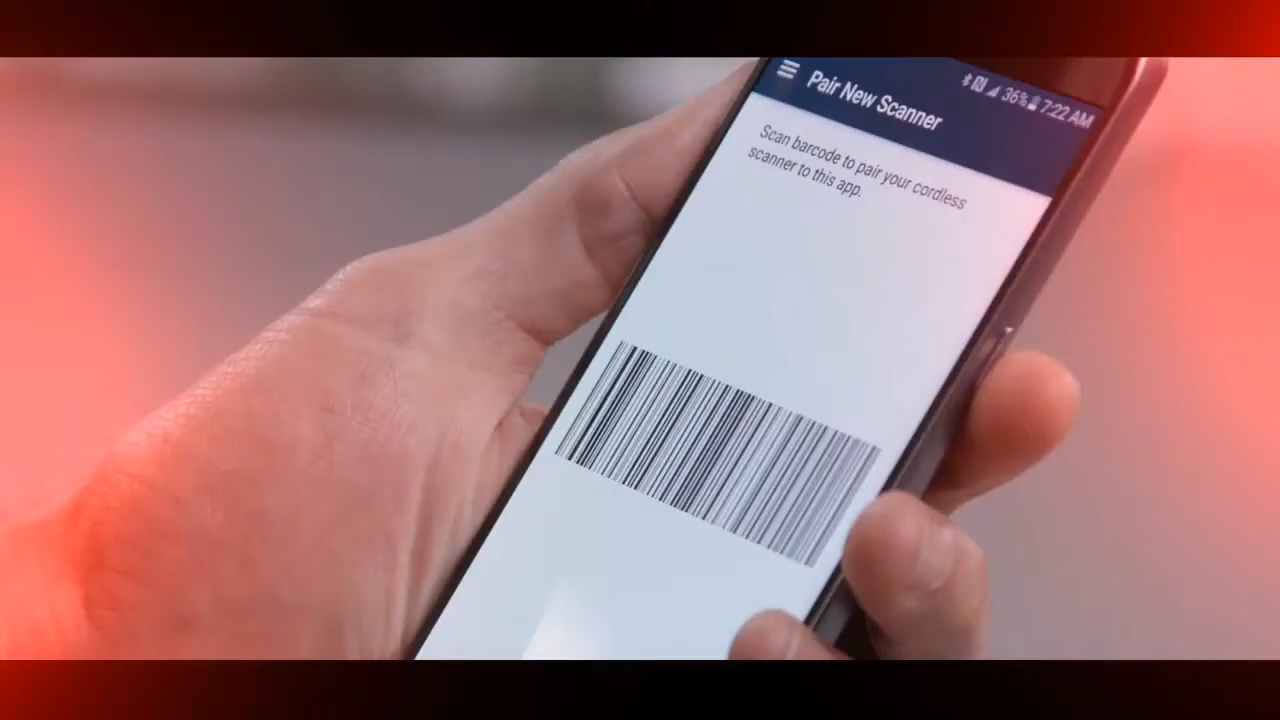 Pair New Scanner
36% 7:22 AM
Scan barcode to pair your cordless
scanner to this app.